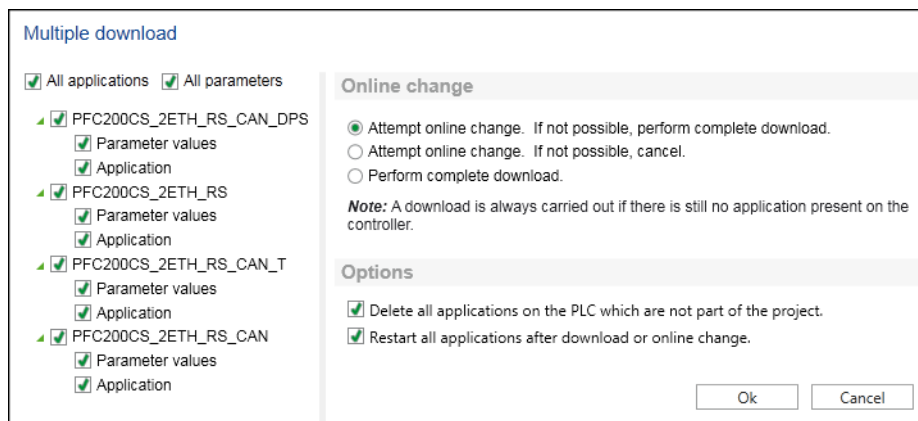 Multiple download
All applications All parameters
PFC200CS_2ETH_RS_CAN_DPS
Parameter values
Application
PFC200CS_2ETH_RS
Parameter values
Application
PFC200CS_2ETH_RS_CAN_T
Parameter values
Application
PFC200CS_2ETH_RS_CAN
Parameter values
Application
Online change
Attempt online change. If not possible, perform complete download.
Attempt online change. If not possible, cancel.
Perform complete download.
Note: A download is always carried out if there is still no application present on the
controller.
Options
Delete all applications on the PLC which are not part of the project.
Restart all applications after download or online change.
Ok Cancel